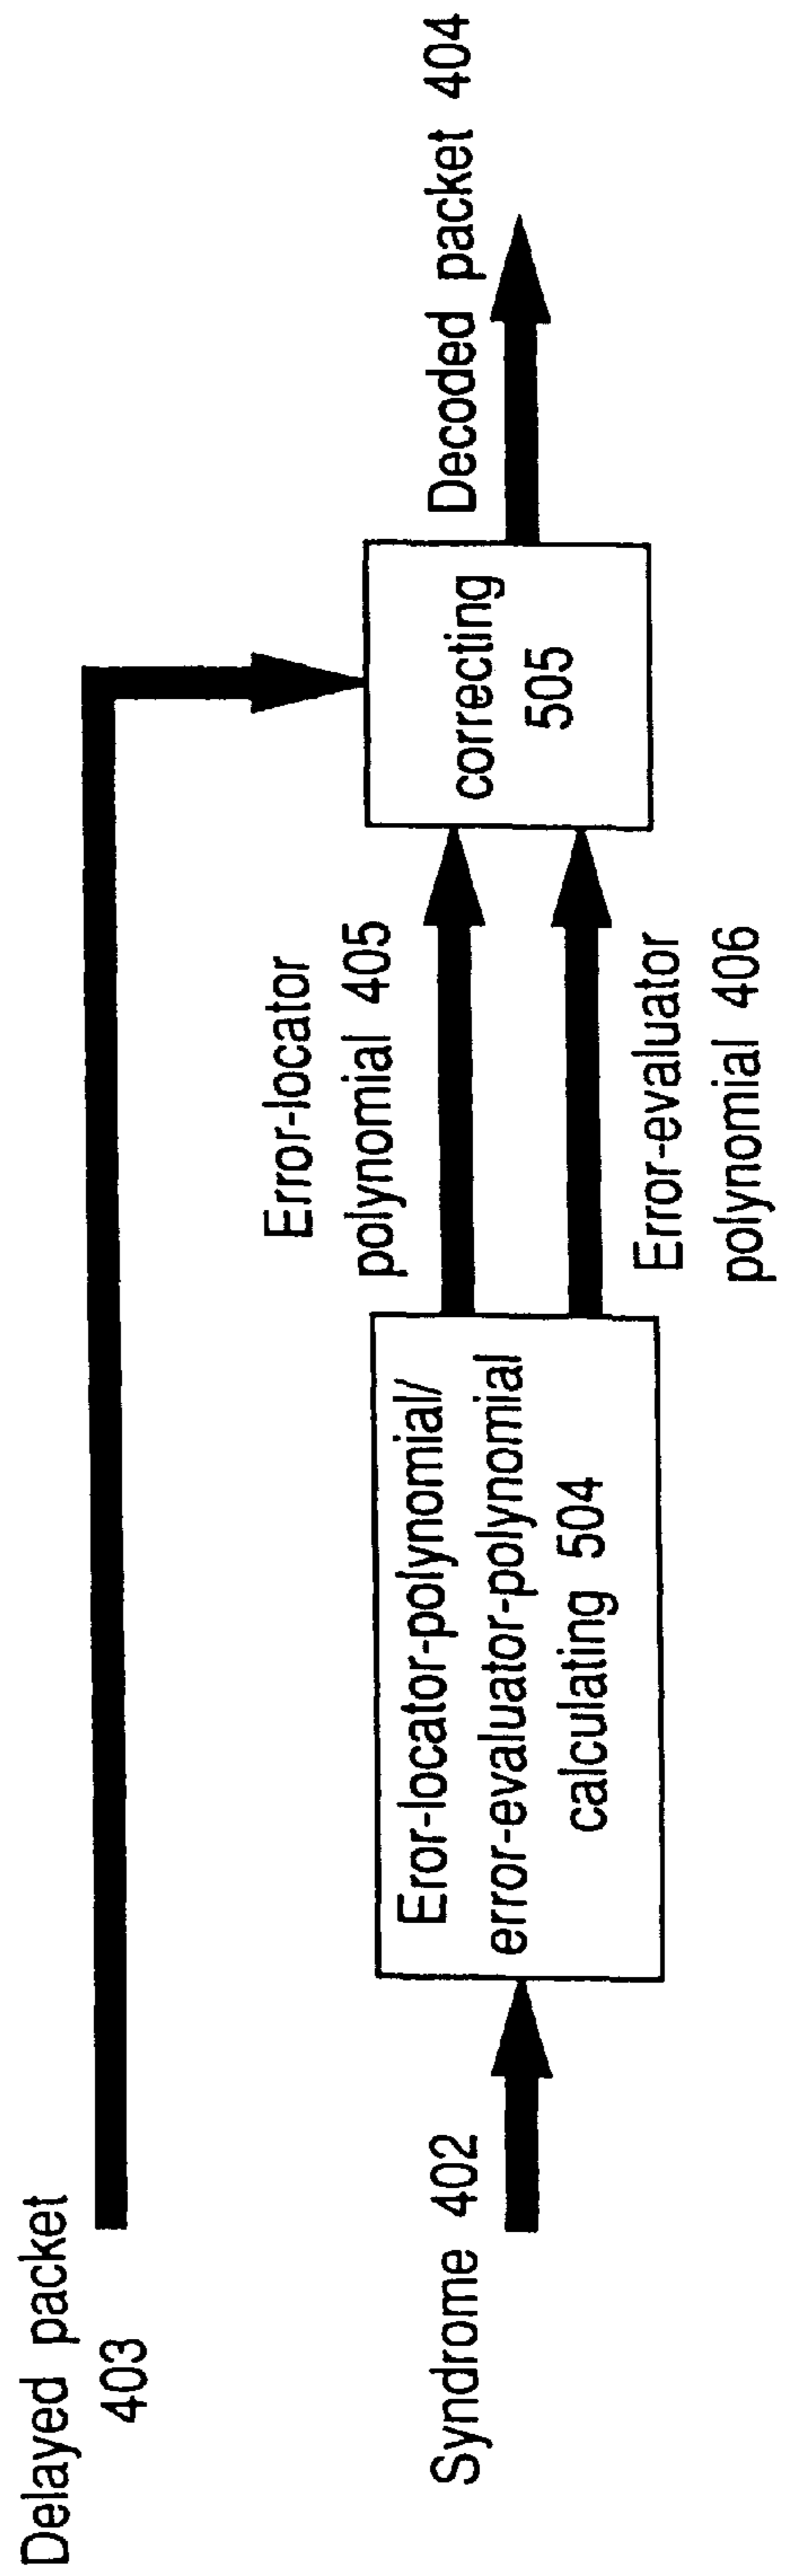 Delayed packet
403
Syndrome 402
Eror-locator-polynomial/
error-evaluator-polynomial
calculating 504
Error-locator
polynomial 405
Error-evaluator
polynomial 406
correcting
505
Decoded packet 404